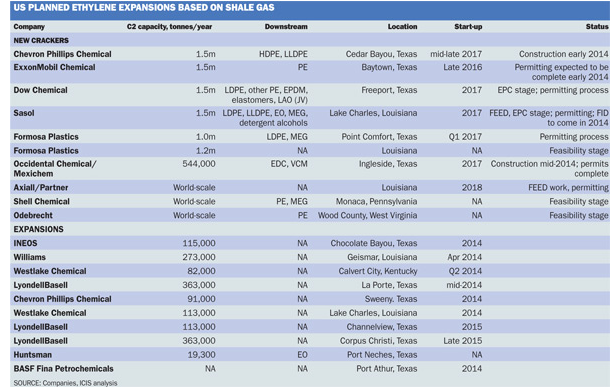 US PLANNED ETHYLENE EXPANSIONS BASED ON SHALE GAS
Company C2 capacity, tonnes/year Downstream Location Start-up Status
NEW CRACKERS
Chevron Phillips Chemical 1.5m HDPE, LLDPE Cedar Bayou, Texas mid-late 2017 Construction early 2014
ExxonMobil Chemical 1.5m PE Baytown, Texas Late 2016 Permitting expected to be
complete early 2014
Dow Chemical 1.5m LDPE, other PE, EPDM, Freeport, Texas 2017 EPC stage; permitting process
elastomers, LAO (JV)
Sasol 1.5m LDPE, LLDPE, EO, MEG, Lake Charles, Louisiana 2017 FEED, EPC stage; permitting; FID
detergent alcohols to come in 2014
Formosa Plastics 1.0m LDPE, MEG Point Comfort, Texas Q1 2017 Permitting process
Formosa Plastics 1.2m NA Louisiana NA Feasibility stage
Occidental Chemical/ 544,000 EDC, VCM Ingleside, Texas 2017 Construction mid-2014; permits
Mexichem complete
Axiall/Partner World-scale NA Louisiana 2018 FEED work, permitting
Shell Chemical World-scale PE, MEG Monaca, Pennsylvania NA Feasibility stage
Odebrecht World-scale PE Wood County, West Virginia NA Feasibility stage
EXPANSIONS
INEOS 115,000 NA Chocolate Bayou, Texas 2014
Williams 273,000 NA Geismar, Louisiana Apr 2014
Westlake Chemical 82,000 NA Calvert City, Kentucky Q2 2014
LyondellBasell 363,000 NA La Porte, Texas mid-2014
Chevron Phillips Chemical 91,000 NA Sweeny. Texas 2014
Westlake Chemical 113,000 NA Lake Charles, Louisiana 2014
LyondellBasell 113,000 NA Channelview, Texas 2015
LyondellBasell 363,000 NA Corpus Christi, Texas Late 2015
Huntsman 19,300 EO Port Neches, Texas NA
BASF Fina Petrochemicals NA NA Port Athur, Texas 2014
SOURCE: Companies, ICIS analysis